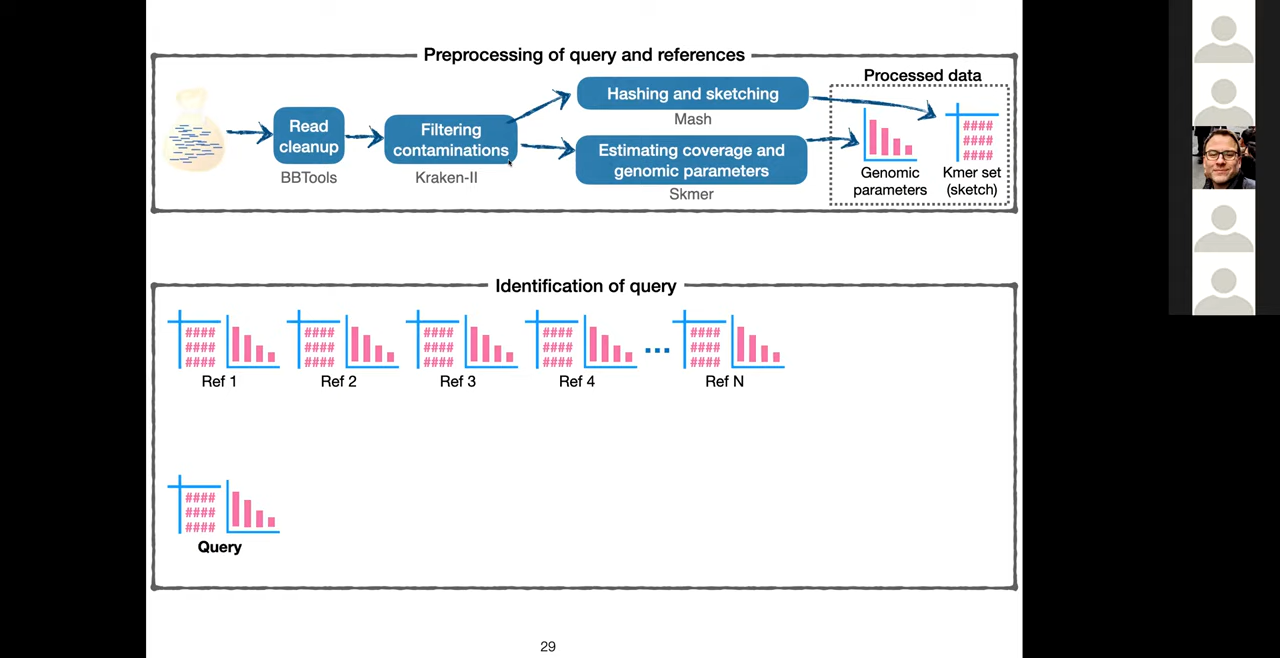 Preprocessing of query and references
Read
cleanup
BBTools
Filtering
contaminations
Kraken-II
Hashing and sketching
Mash
Estimating coverage and
genomic parameters
Skmer
Processed data
Genomic
parameters
####
####
####
Kmer set
(sketch)
Identification of query
####
####
####
Ref 1
####
####
####
Ref 2
####
####
####
Ref 3
####
####
####
Ref 4
...
####
####
####
Ref N
####
####
####
Query
29